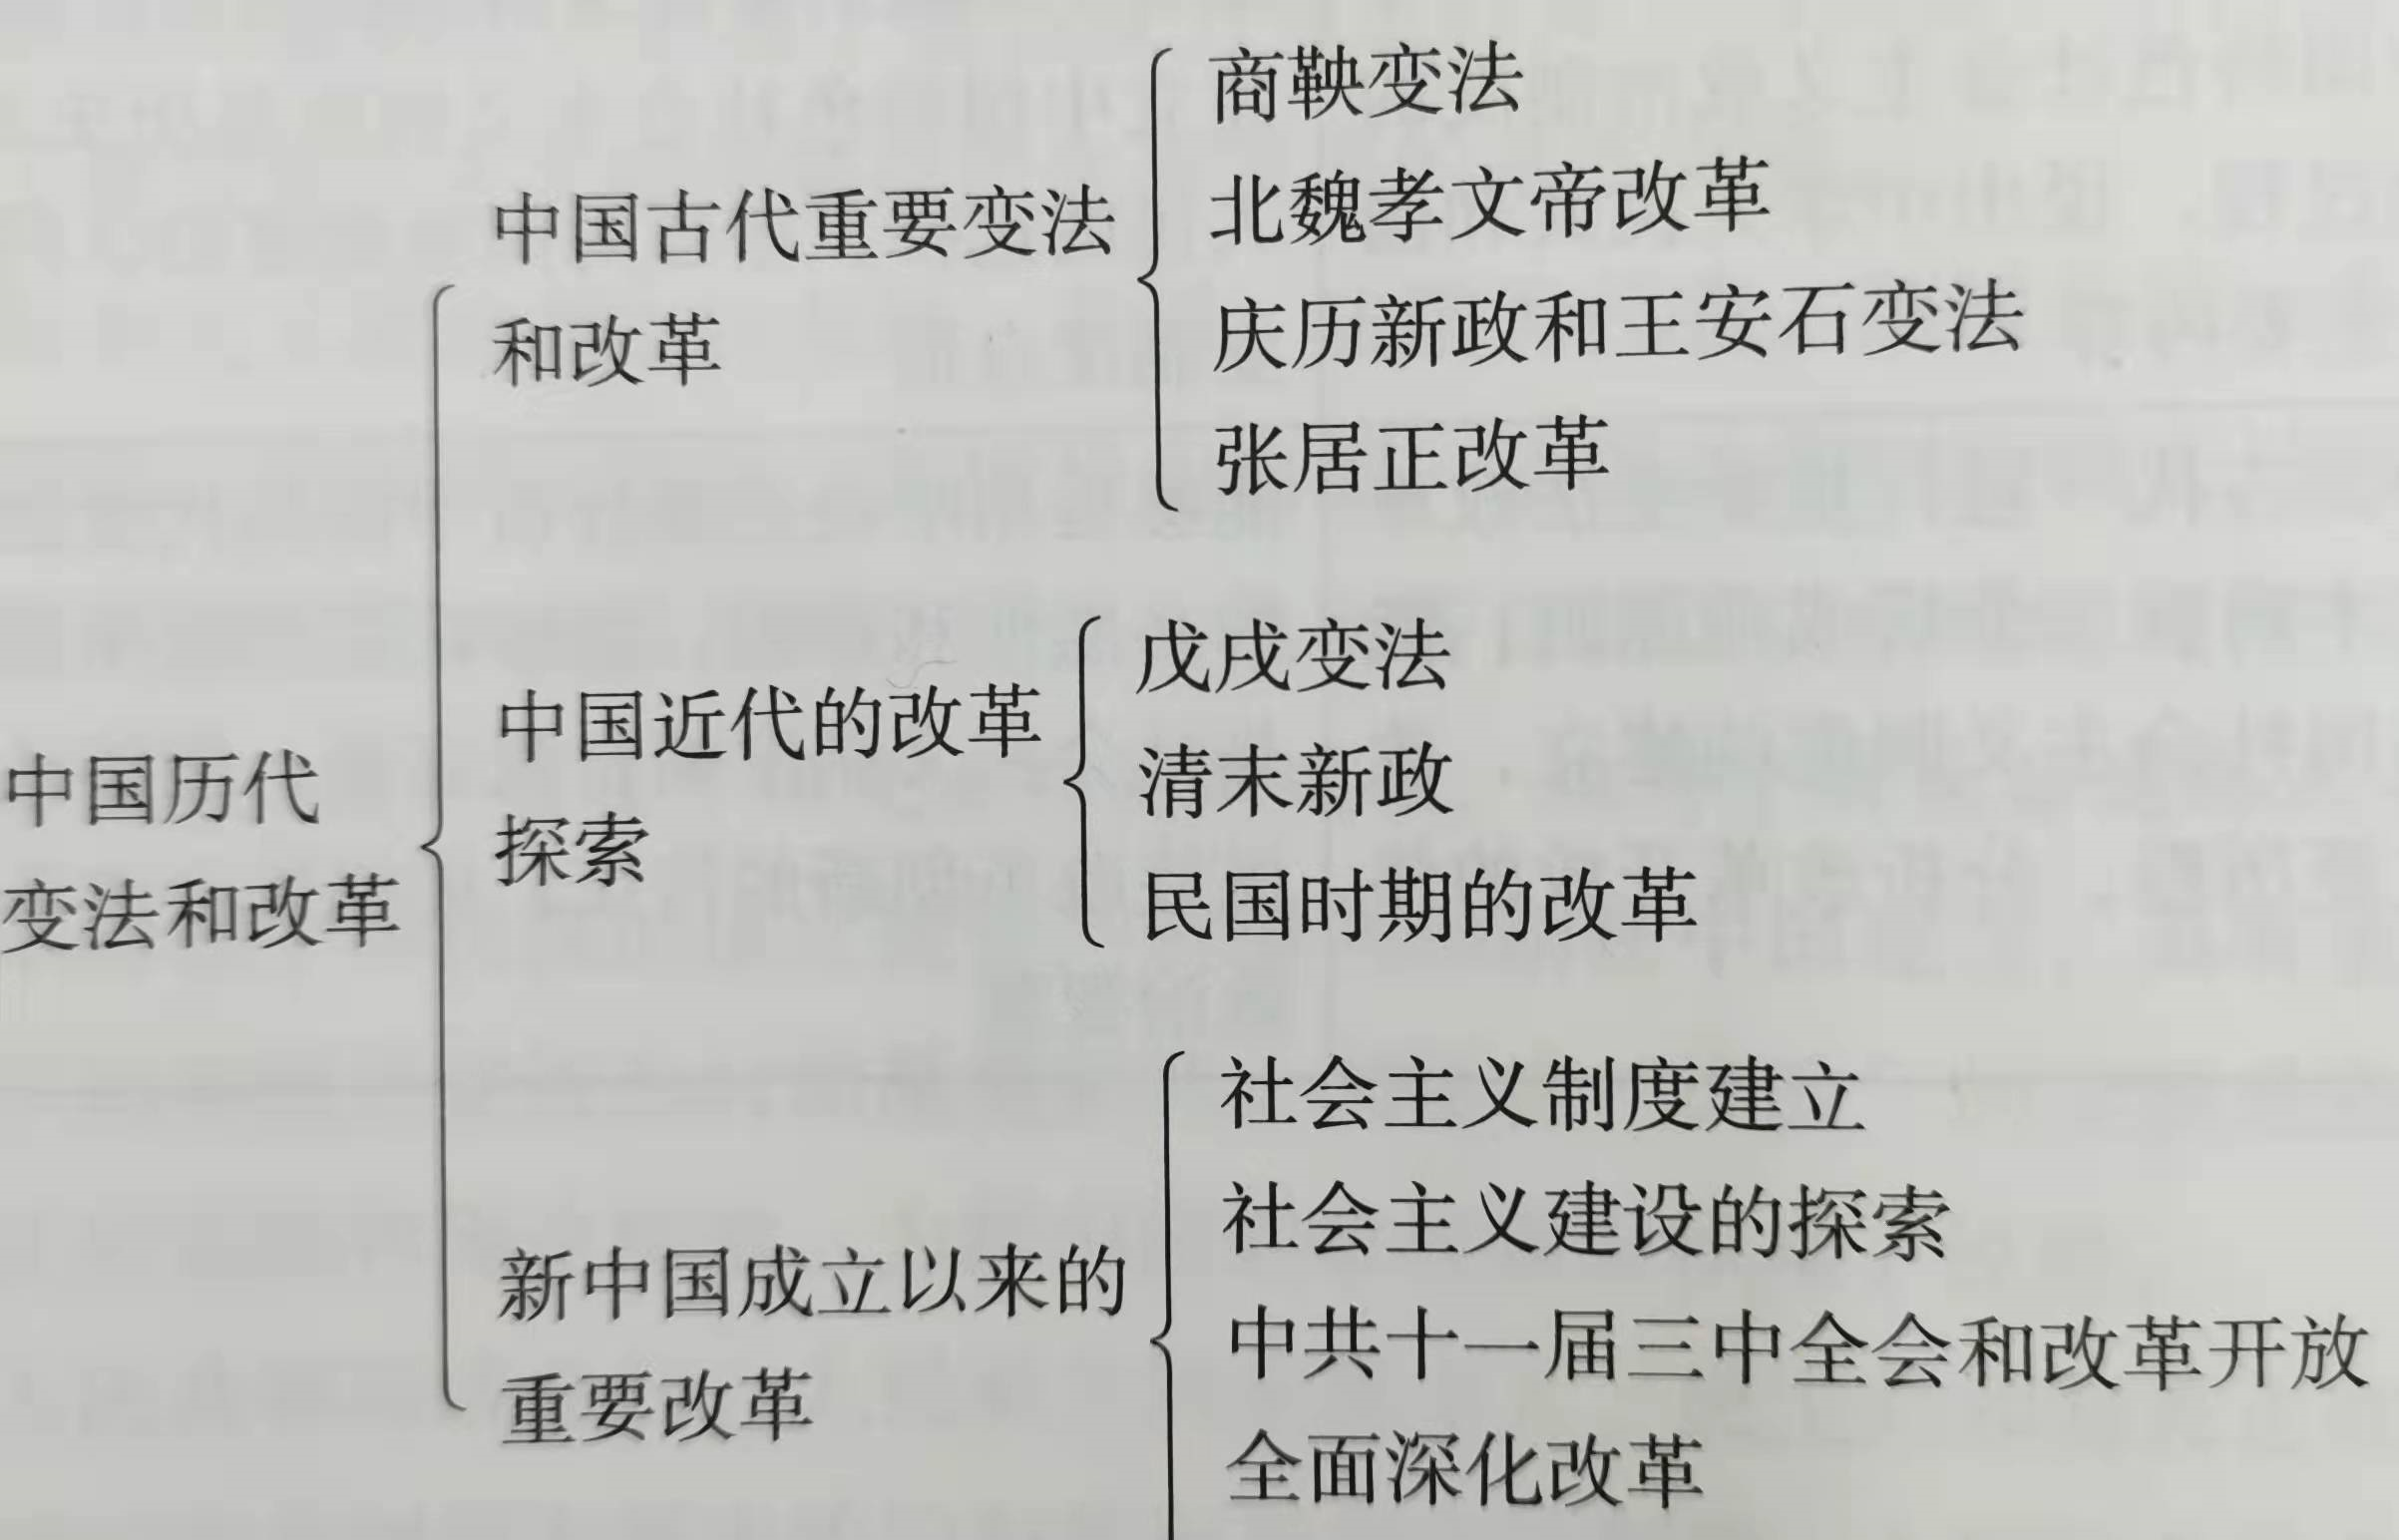 中国历代
变法和改革
中国古代重要变法
和改革
商鞅变法
北魏孝文帝改革
庆历新政和王安石变法
张居正改革
中国近代的改革
探索
戊戌变法
清末新政
民国时期的改革
新中国成立以来的
重要改革
社会主义制度建立
社会主义建设的探索
中共十一届三中全会和改革开放
全面深化改革